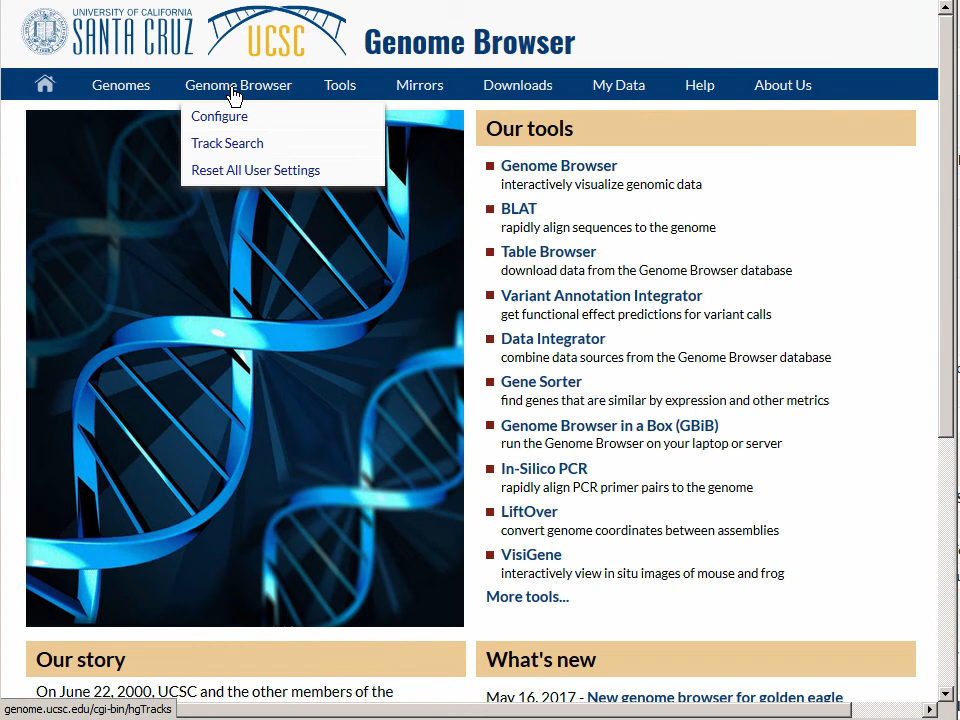 UNIVERSITY OF CALIFORNIA
SANTA CRUZ
UCSC
Genome Browser
Genomes
Genome Browser
Tools
Mirrors
Downloads
My Data
Help
About Us
Configure
Track Search
Reset All User Settings
Our tools
Genome Browser
interactively visualize genomic data
BLAT
rapidly align sequences to the genome
Table Browser
download data from the Genome Browser database
Variant Annotation Integrator
get functional effect predictions for variant calls
Data Integrator
combine data sources from the Genome Browser database
Gene Sorter
find genes that are similar by expression and other metrics
Genome Browser in a Box (GBiB)
run the Genome Browser on your laptop or server
In-Silico PCR
rapidly align PCR primer pairs to the genome
LiftOver
convert genome coordinates between assemblies
VisiGene
interactively view in situ images of mouse and frog
More tools...
Our story
On June 22, 2000, UCSC and the other members of the
What's new
May 16, 2017 - New genome browser for golden eagle
genome.ucsc.edu/cgi-bin/hgTracks